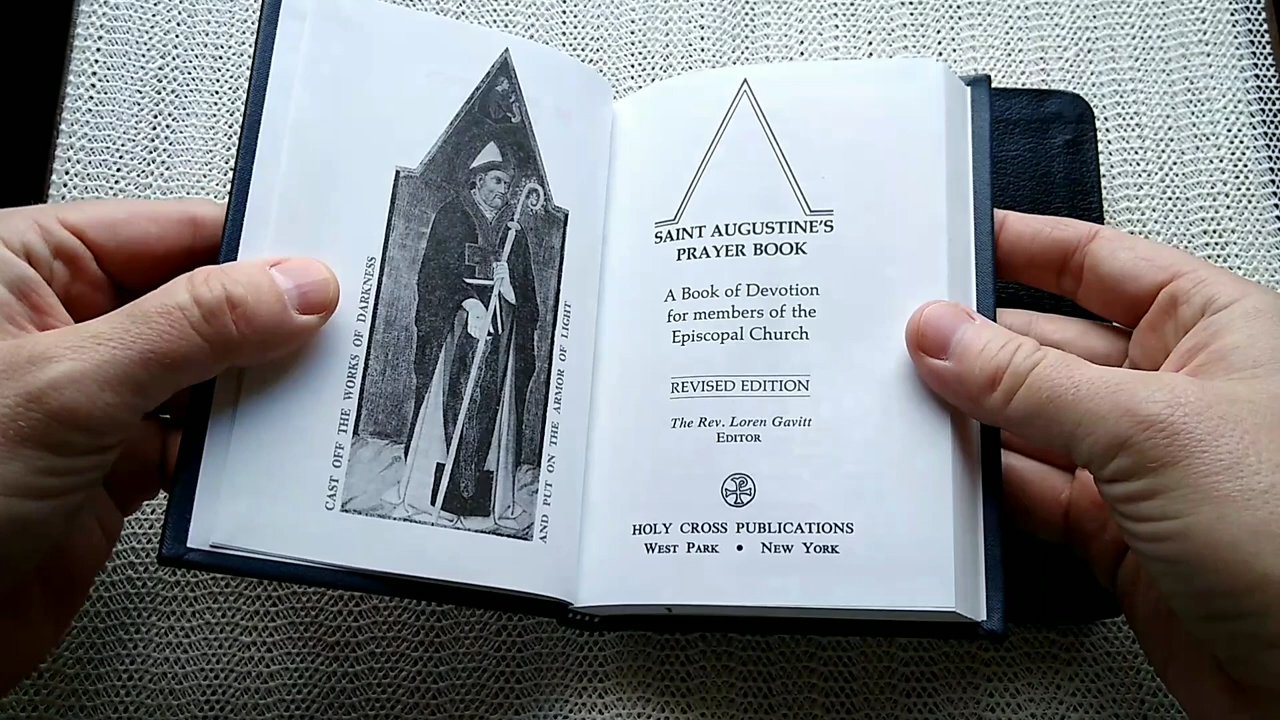 CAST OFF THE WORKS OF DARKNESS
AND PUT ON THE ARMOR OF LIGHT
SAINT AUGUSTINE'S
PRAYER BOOK
A Book of Devotion
for members of the
Episcopal Church
REVISED EDITION
The Rev. Loren Gavitt
EDITOR
HOLY CROSS PUBLICATIONS
WEST PARK • NEW YORK